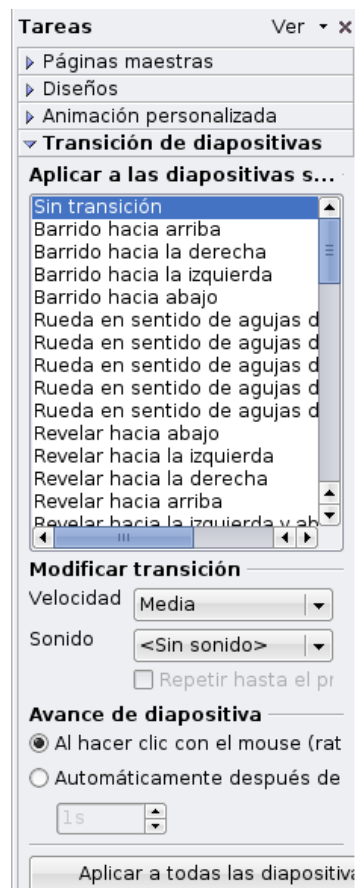 Tareas Ver
Páginas maestras
Diseños
Animación personalizada
Transición de diapositivas
Aplicar a las diapositivas s...
Sin transición
Barrido hacia arriba
Barrido hacia la derecha
Barrido hacia la izquierda
Barrido hacia abajo
Rueda en sentido de agujas d
Rueda en sentido de agujas d
Rueda en sentido de agujas d
Rueda en sentido de agujas d
Rueda en sentido de agujas d
Revelar hacia abajo
Revelar hacia la izquierda
Revelar hacia la derecha
Revelar hacia arriba
Revelar hacia la izquierda y ab
Modificar transición
Velocidad Media
Sonido <Sin sonido>
Repetir hasta el pr
Avance de diapositiva
Al hacer clic con el mouse (rat
Automáticamente después de
1s
Aplicar a todas las diapositiva